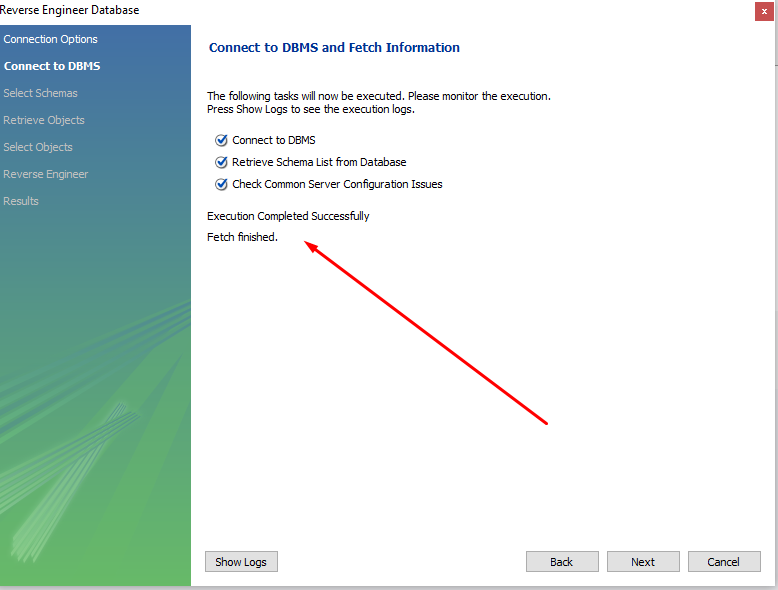 Reverse Engineer Database
x
Connection Options
Connect to DBMS
Select Schemas
Retrieve Objects
Select Objects
Reverse Engineer
Results
Connect to DBMS and Fetch Information
The following tasks will now be executed. Please monitor the execution.
Press Show Logs to see the execution logs.
Connect to DBMS
Retrieve Schema List from Database
Check Common Server Configuration Issues
Execution Completed Successfully
Fetch finished.
Show Logs
Back
Next
Cancel